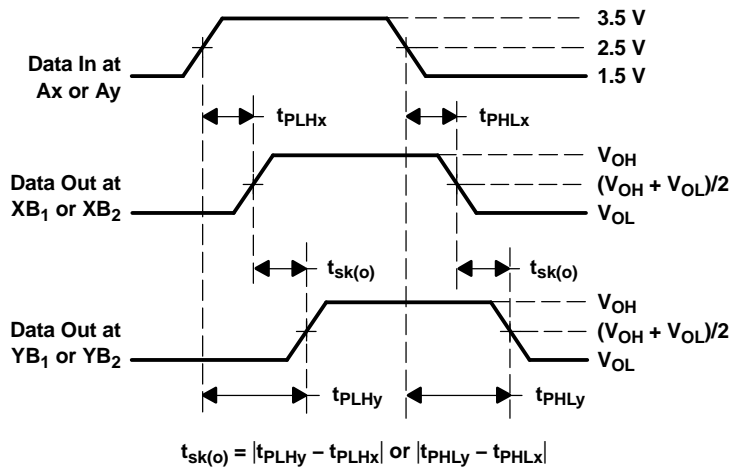 3.5 V
2.5 V
1.5 V
Data In at
Ax or Ay
tPLHx
tPHLx
VOH
(VOH + VOL)/2
VOL
Data Out at
XB1 or XB2
tsk(o)
tsk(o)
VOH
(VOH + VOL)/2
VOL
Data Out at
YB1 or YB2
tPLHy
tPHLy
tsk(o) = |tPLHy − tPLHx| or |tPHLy − tPHLx|